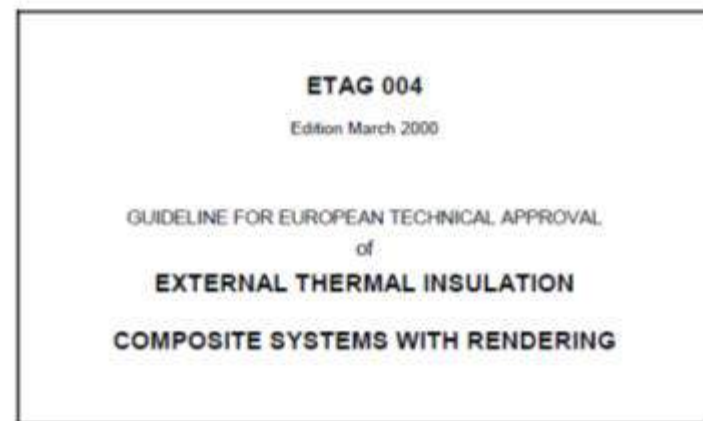 ETAG 004
Edition March 2000
GUIDELINE FOR EUROPEAN TECHNICAL APPROVAL
of
EXTERNAL THERMAL INSULATION
COMPOSITE SYSTEMS WITH RENDERING